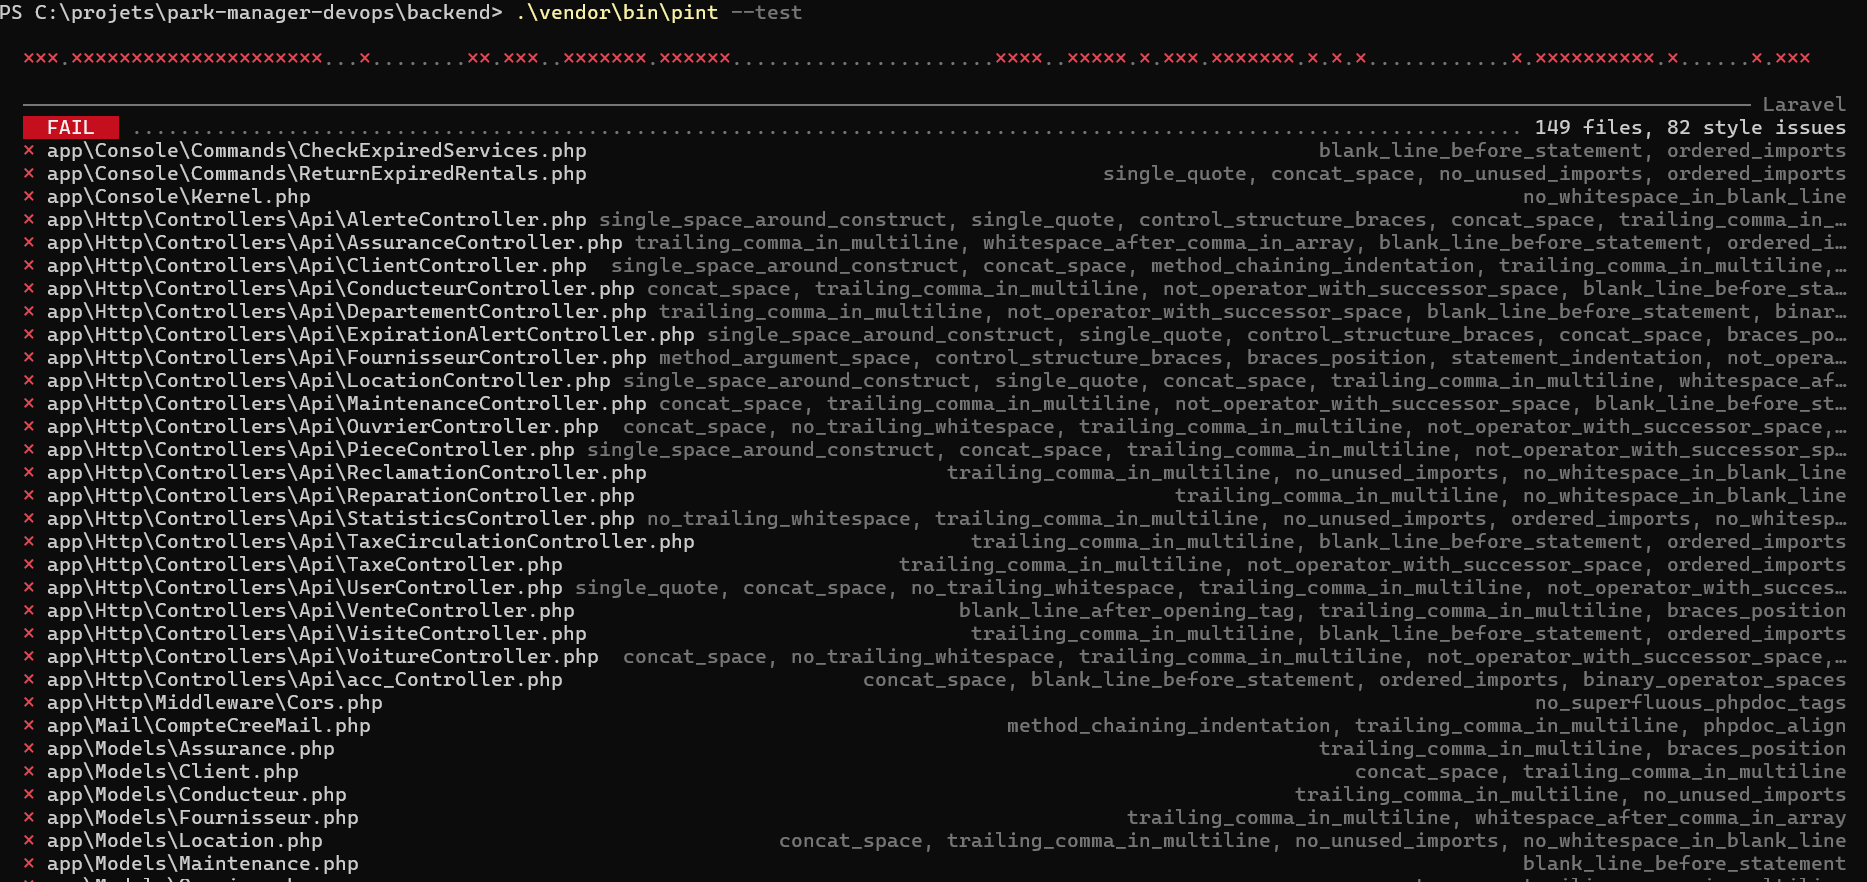 PS C:\projets\park-manager-devops\backend> .\vendor\bin\pint --test
⨯⨯⨯.⨯⨯⨯⨯⨯⨯⨯⨯⨯⨯⨯⨯⨯⨯⨯⨯⨯⨯⨯⨯⨯...⨯........⨯⨯.⨯⨯⨯..⨯⨯⨯⨯⨯⨯⨯.⨯⨯⨯⨯⨯⨯......................⨯⨯⨯⨯..⨯⨯⨯⨯⨯.⨯.⨯⨯⨯.⨯⨯⨯⨯⨯⨯⨯.⨯.⨯.⨯............⨯.⨯⨯⨯⨯⨯⨯⨯⨯⨯⨯.⨯......⨯.⨯⨯⨯
Laravel
FAIL ................................................................................................................... 149 files, 82 style issues
⨯ app\Console\Commands\CheckExpiredServices.php blank_line_before_statement, ordered_imports
⨯ app\Console\Commands\ReturnExpiredRentals.php single_quote, concat_space, no_unused_imports, ordered_imports
⨯ app\Console\Kernel.php no_whitespace_in_blank_line
⨯ app\Http\Controllers\Api\AlerteController.php single_space_around_construct, single_quote, control_structure_braces, concat_space, trailing_comma_in_…
⨯ app\Http\Controllers\Api\AssuranceController.php trailing_comma_in_multiline, whitespace_after_comma_in_array, blank_line_before_statement, ordered_i…
⨯ app\Http\Controllers\Api\ClientController.php single_space_around_construct, concat_space, method_chaining_indentation, trailing_comma_in_multiline,…
⨯ app\Http\Controllers\Api\ConducteurController.php concat_space, trailing_comma_in_multiline, not_operator_with_successor_space, blank_line_before_sta…
⨯ app\Http\Controllers\Api\DepartementController.php trailing_comma_in_multiline, not_operator_with_successor_space, blank_line_before_statement, binar…
⨯ app\Http\Controllers\Api\ExpirationAlertController.php single_space_around_construct, single_quote, control_structure_braces, concat_space, braces_po…
⨯ app\Http\Controllers\Api\FournisseurController.php method_argument_space, control_structure_braces, braces_position, statement_indentation, not_opera…
⨯ app\Http\Controllers\Api\LocationController.php single_space_around_construct, single_quote, concat_space, trailing_comma_in_multiline, whitespace_af…
⨯ app\Http\Controllers\Api\MaintenanceController.php concat_space, trailing_comma_in_multiline, not_operator_with_successor_space, blank_line_before_st…
⨯ app\Http\Controllers\Api\OuvrierController.php concat_space, no_trailing_whitespace, trailing_comma_in_multiline, not_operator_with_successor_space,…
⨯ app\Http\Controllers\Api\PieceController.php single_space_around_construct, concat_space, trailing_comma_in_multiline, not_operator_with_successor_sp…
⨯ app\Http\Controllers\Api\ReclamationController.php trailing_comma_in_multiline, no_unused_imports, no_whitespace_in_blank_line
⨯ app\Http\Controllers\Api\ReparationController.php trailing_comma_in_multiline, no_whitespace_in_blank_line
⨯ app\Http\Controllers\Api\StatisticsController.php no_trailing_whitespace, trailing_comma_in_multiline, no_unused_imports, ordered_imports, no_whitesp…
⨯ app\Http\Controllers\Api\TaxeCirculationController.php trailing_comma_in_multiline, blank_line_before_statement, ordered_imports
⨯ app\Http\Controllers\Api\TaxeController.php trailing_comma_in_multiline, not_operator_with_successor_space, ordered_imports
⨯ app\Http\Controllers\Api\UserController.php single_quote, concat_space, no_trailing_whitespace, trailing_comma_in_multiline, not_operator_with_succes…
⨯ app\Http\Controllers\Api\VenteController.php blank_line_after_opening_tag, trailing_comma_in_multiline, braces_position
⨯ app\Http\Controllers\Api\VisiteController.php trailing_comma_in_multiline, blank_line_before_statement, ordered_imports
⨯ app\Http\Controllers\Api\VoitureController.php concat_space, no_trailing_whitespace, trailing_comma_in_multiline, not_operator_with_successor_space,…
⨯ app\Http\Controllers\Api\acc_Controller.php concat_space, blank_line_before_statement, ordered_imports, binary_operator_spaces
⨯ app\Http\Middleware\Cors.php no_superfluous_phpdoc_tags
⨯ app\Mail\CompteCreeMail.php method_chaining_indentation, trailing_comma_in_multiline, phpdoc_align
⨯ app\Models\Assurance.php trailing_comma_in_multiline, braces_position
⨯ app\Models\Client.php concat_space, trailing_comma_in_multiline
⨯ app\Models\Conducteur.php trailing_comma_in_multiline, no_unused_imports
⨯ app\Models\Fournisseur.php trailing_comma_in_multiline, whitespace_after_comma_in_array
⨯ app\Models\Location.php concat_space, trailing_comma_in_multiline, no_unused_imports, no_whitespace_in_blank_line
⨯ app\Models\Maintenance.php blank_line_before_statement